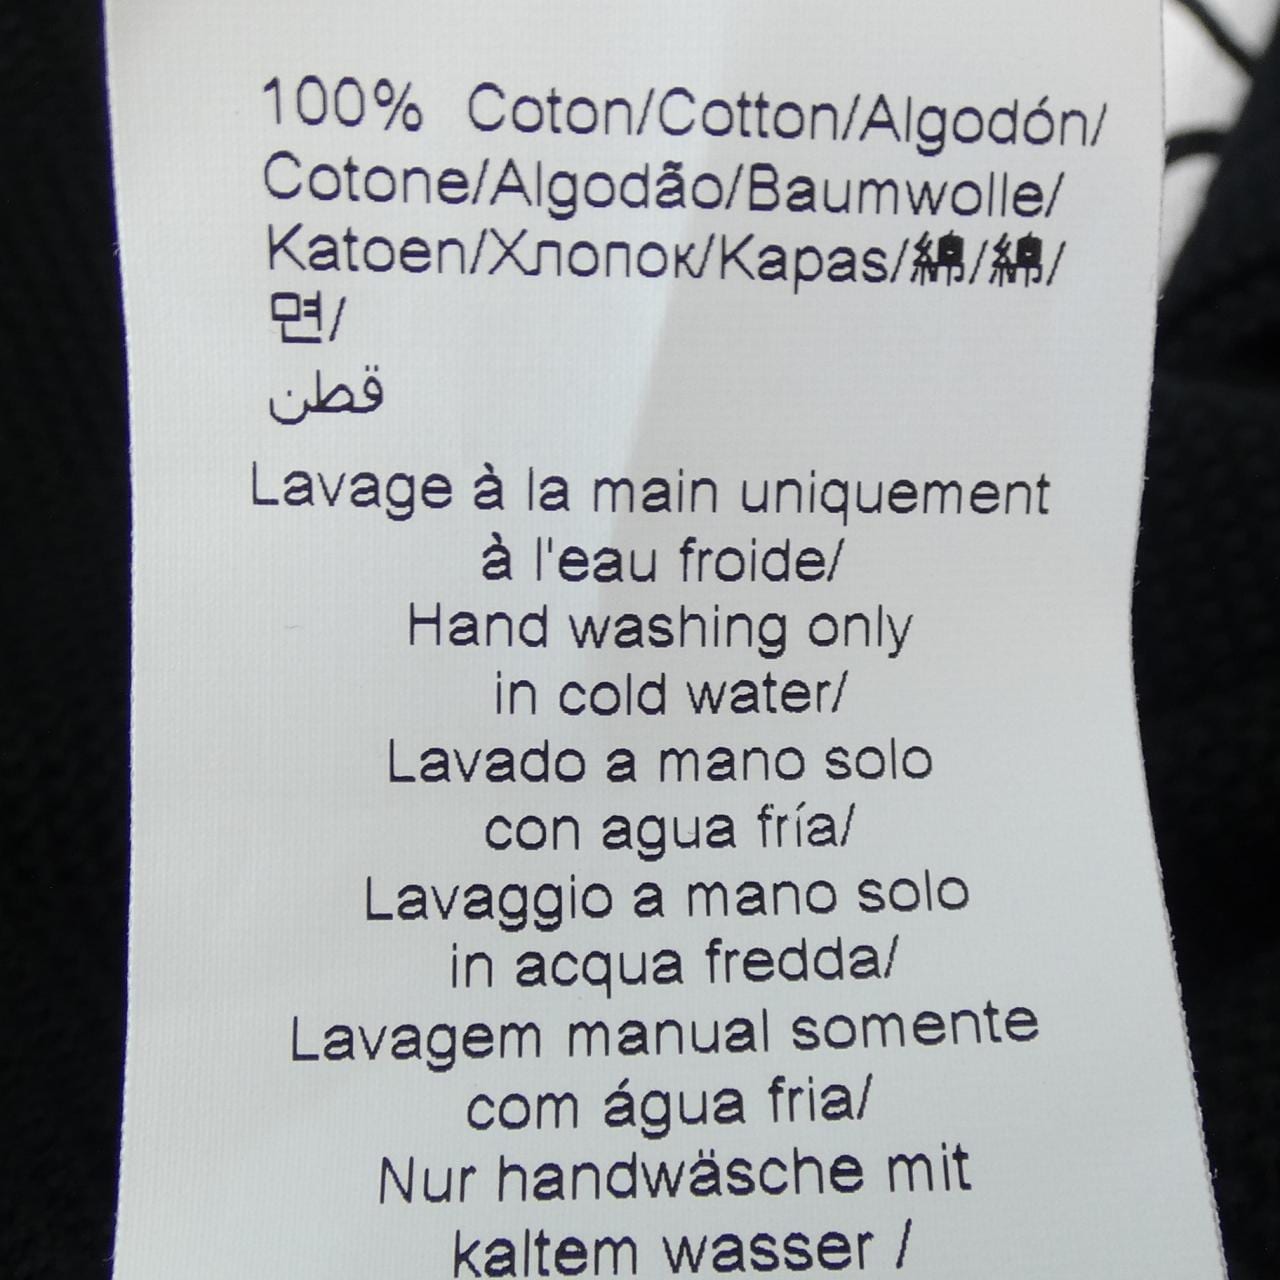 100% Coton/Cotton/Algodón/
Cotone/Algodão/Baumwolle/
Katoen/Хлопок/Kapas/綿/綿/
면/
قطن
Lavage à la main uniquement
à l'eau froide/
Hand washing only
in cold water/
Lavado a mano solo
con agua fría/
Lavaggio a mano solo
in acqua fredda/
Lavagem manual somente
com água fria/
Nur handwäsche mit
kaltem wasser /